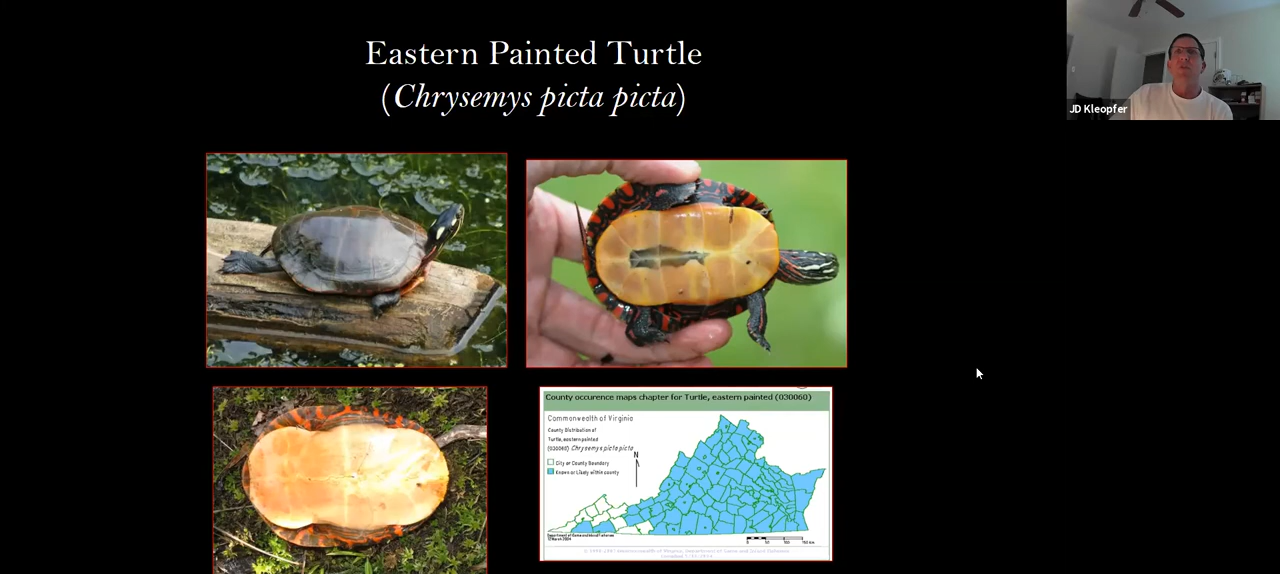 Eastern Painted Turtle
(Chrysemys picta picta)
JD Kleopfer
County occurence maps chapter for Turtle, eastern painted (030060)
Commonwealth of Virginia
County Distribution of
Turtle, eastern painted
(030060) Chrysemys picta picta
N
City or County Boundary
Known or Likely within county